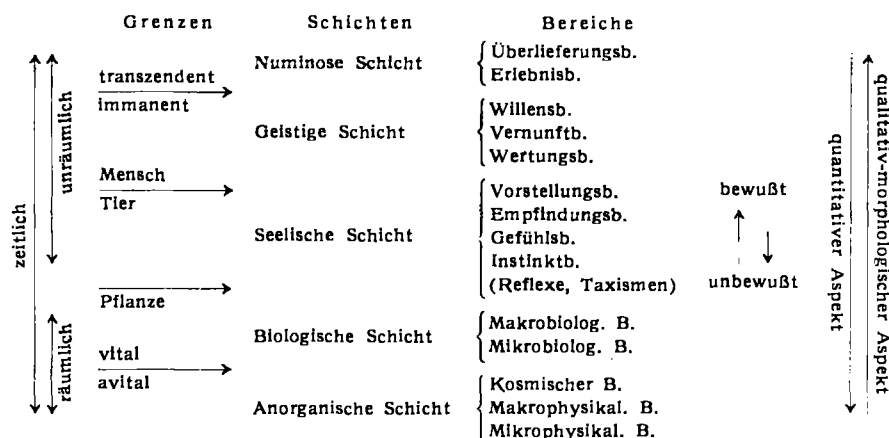 Grenzen Schichten Bereiche
Numinose Schicht
Überlieferungsb.
Erlebnisb.
transzendent
immanent
Geistige Schicht
Willensb.
Vernunftb.
Wertungsb.
Mensch
Tier
Seelische Schicht
Vorstellungsb.
Empfindungsb.
Gefühlsb.
Instinktb.
(Reflexe, Taxismen)
bewußt
unbewußt
Pflanze
Biologische Schicht
Makrobiolog. B.
Mikrobiolog. B.
vital
avital
Anorganische Schicht
Kosmischer B.
Makrophysikal. B.
Mikrophysikal. B.
zeitlich
unräumlich
räumlich
quantitativer Aspekt
qualitativ-morphologischer Aspekt